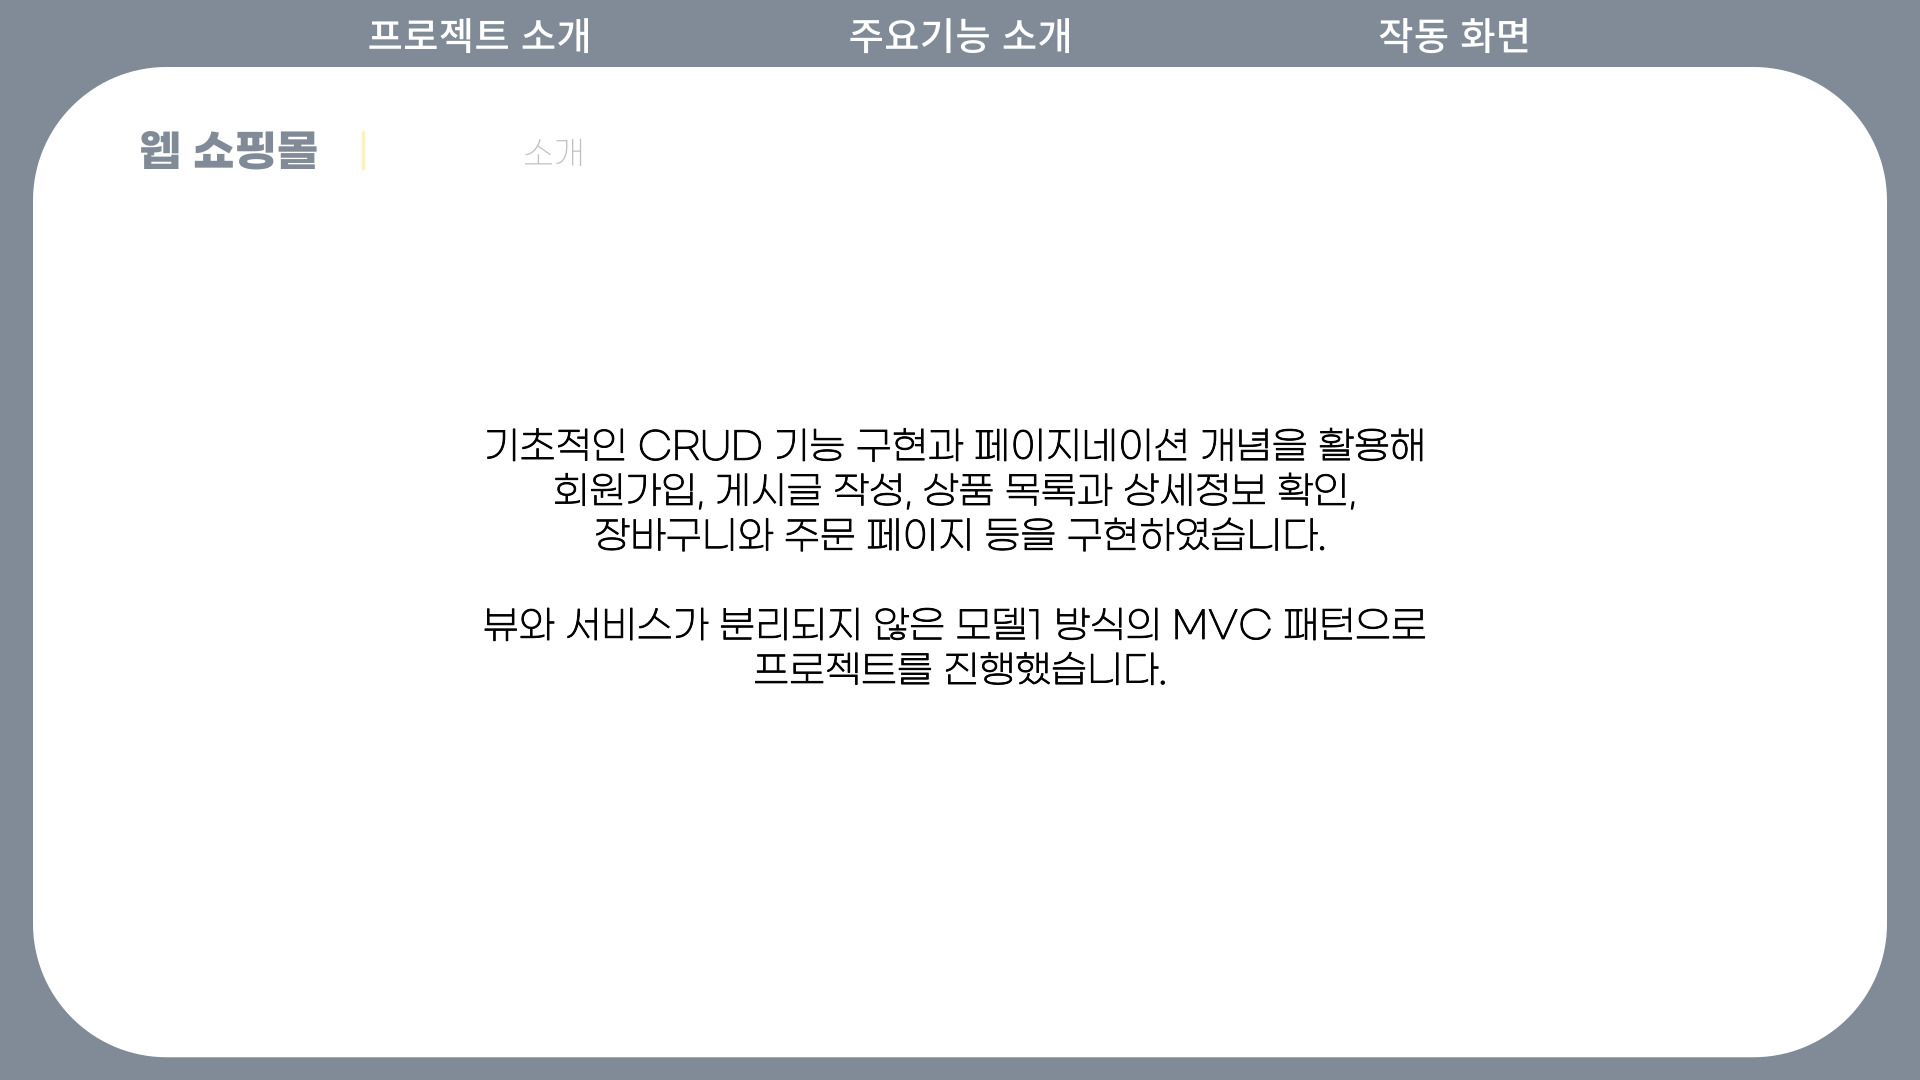 프로젝트 소개
주요기능 소개
작동 화면
웹 쇼핑몰
소개
기초적인 CRUD 기능 구현과 페이지네이션 개념을 활용해
회원가입, 게시글 작성, 상품 목록과 상세정보 확인,
장바구니와 주문 페이지 등을 구현하였습니다.
뷰와 서비스가 분리되지 않은 모델1 방식의 MVC 패턴으로
프로젝트를 진행했습니다.